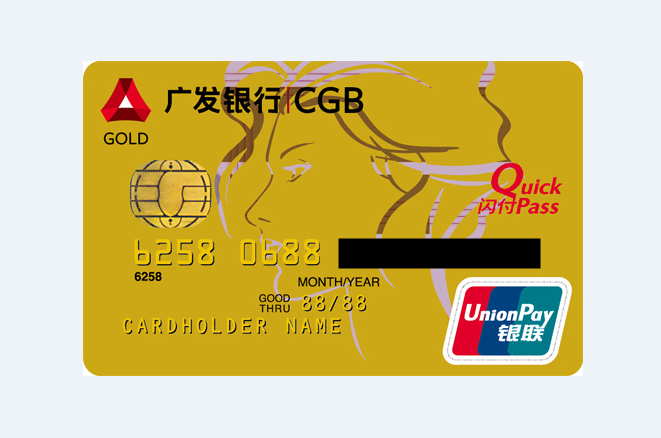 广发银行|CGB
GOLD
Quick
闪付Pass
6258 0688
6258
MONTH/YEAR
GOOD THRU 88/88
CARDHOLDER NAME
UnionPay
银联